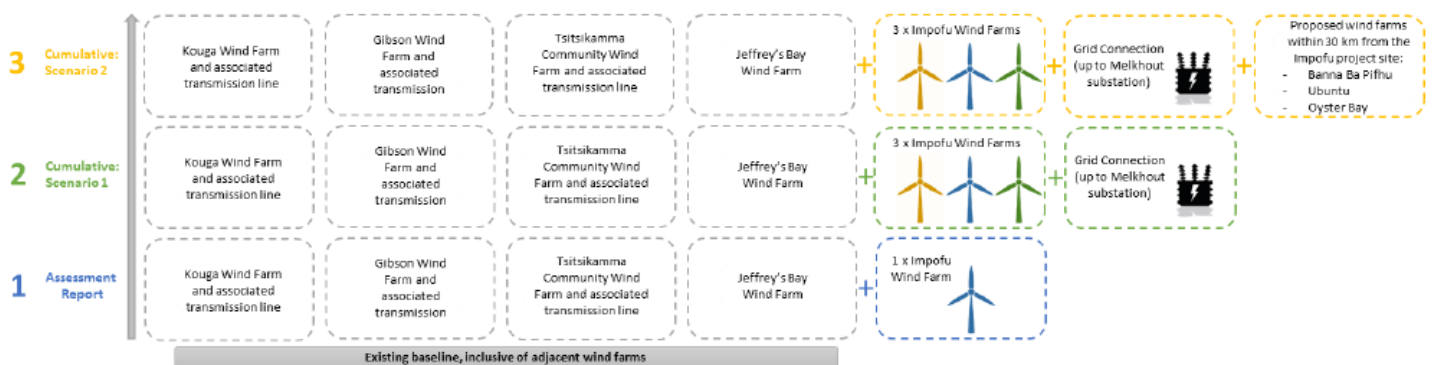 3
Cumulative:
Scenario 2
Kouga Wind Farm
and associated
transmission line
Gibson Wind
Farm and
associated
transmission
Tsitsikamma
Community Wind
Farm and associated
transmission line
Jeffrey's Bay
Wind Farm
+
3 x Impofu Wind Farms
+
Grid Connection
(up to Melkhout
substation)
+
Proposed wind farms
within 30 km from the
Impofu project site:
- Banna Ba Pifhu
- Ubuntu
- Oyster Bay
2
Cumulative:
Scenario 1
Kouga Wind Farm
and associated
transmission line
Gibson Wind
Farm and
associated
transmission
Tsitsikamma
Community Wind
Farm and associated
transmission line
Jeffrey's Bay
Wind Farm
+
3 x Impofu Wind Farms
+
Grid Connection
(up to Melkhout
substation)
1
Assessment
Report
Kouga Wind Farm
and associated
transmission line
Gibson Wind
Farm and
associated
transmission
Tsitsikamma
Community Wind
Farm and associated
transmission line
Jeffrey's Bay
Wind Farm
+
1 x Impofu
Wind Farm
Existing baseline, inclusive of adjacent wind farms